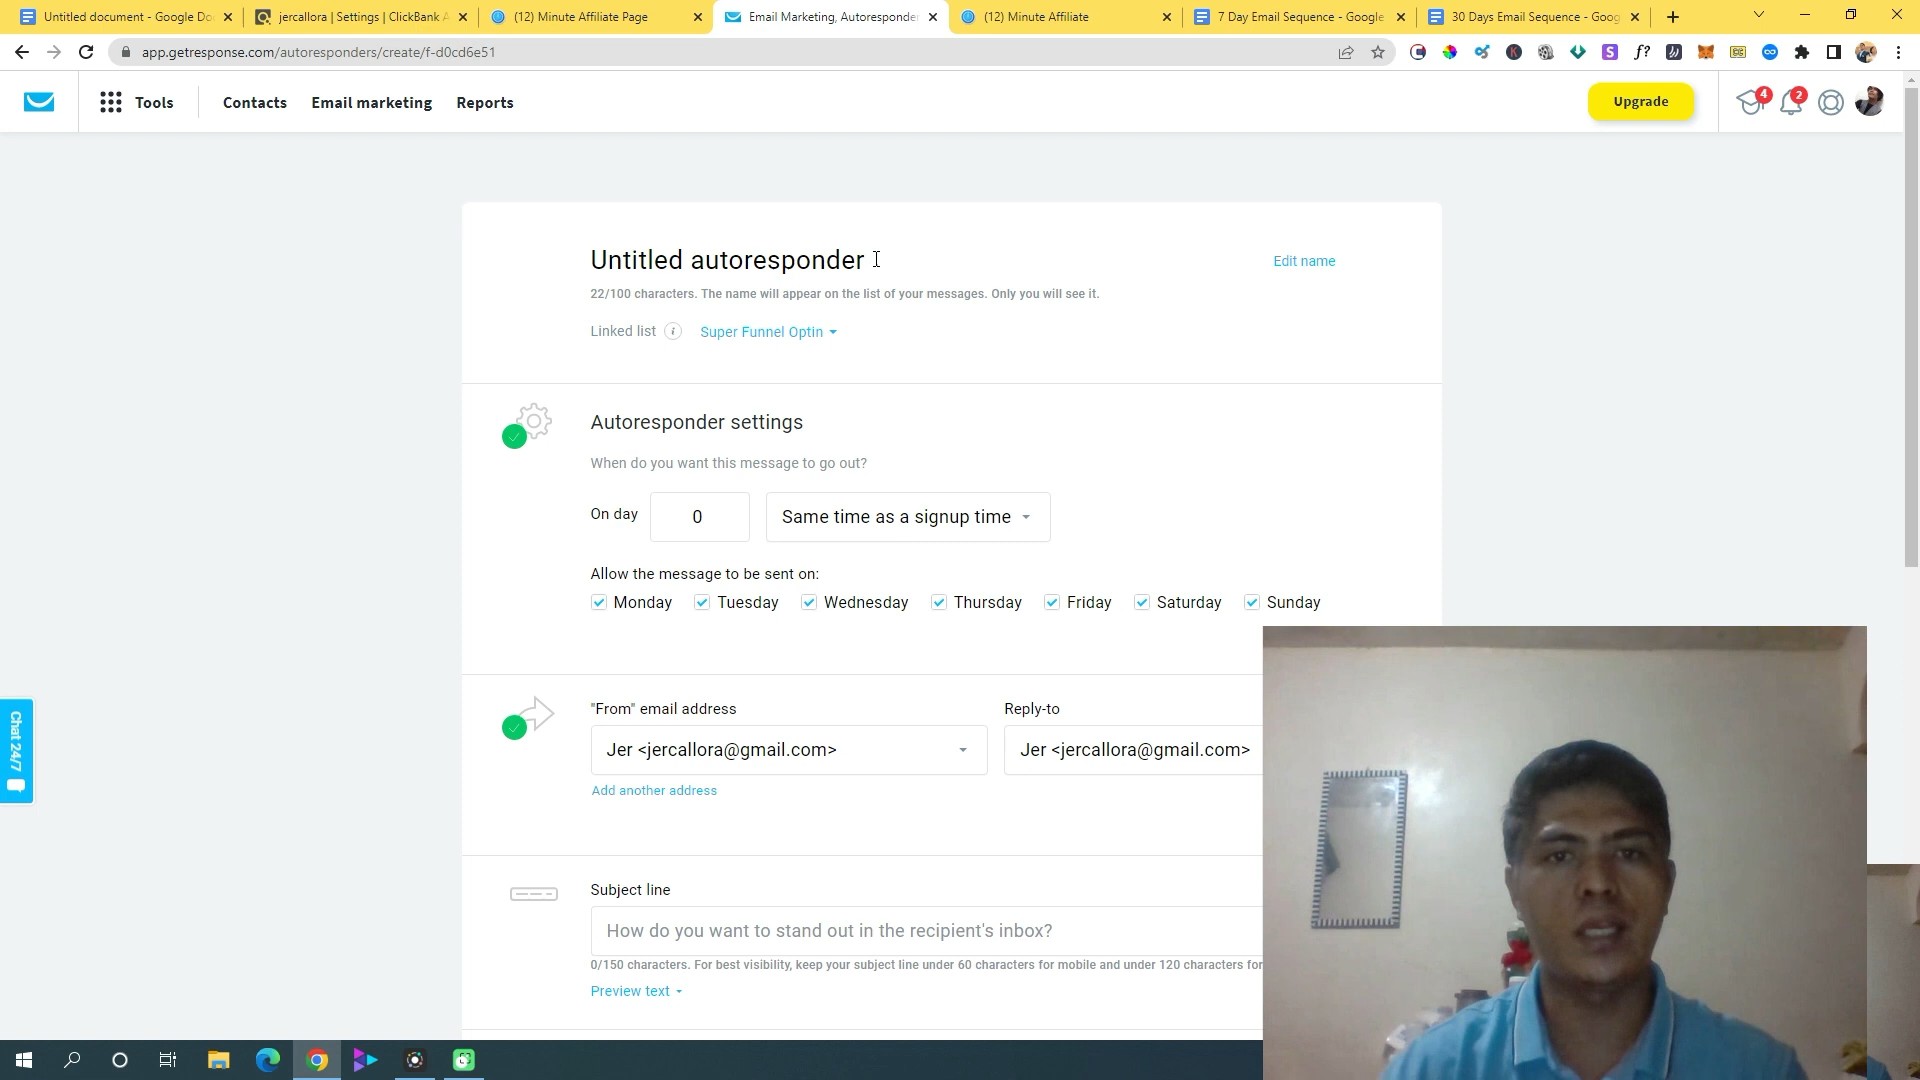 Untitled document - Google Do
jercallora | Settings | ClickBank A
(12) Minute Affiliate Page
Email Marketing, Autoresponder
(12) Minute Affiliate
7 Day Email Sequence - Google
30 Days Email Sequence - Goog
app.getresponse.com/autoresponders/create/f-d0cd6e51
Tools
Contacts
Email marketing
Reports
Upgrade
4
2
Untitled autoresponder
Edit name
22/100 characters. The name will appear on the list of your messages. Only you will see it.
Linked list
Super Funnel Optin
Autoresponder settings
When do you want this message to go out?
On day
0
Same time as a signup time
Allow the message to be sent on:
Monday
Tuesday
Wednesday
Thursday
Friday
Saturday
Sunday
"From" email address
Reply-to
Jer <jercallora@gmail.com>
Jer <jercallora@gmail.com>
Add another address
Chat 24/7
Subject line
How do you want to stand out in the recipient's inbox?
0/150 characters. For best visibility, keep your subject line under 60 characters for mobile and under 120 characters for
Preview text